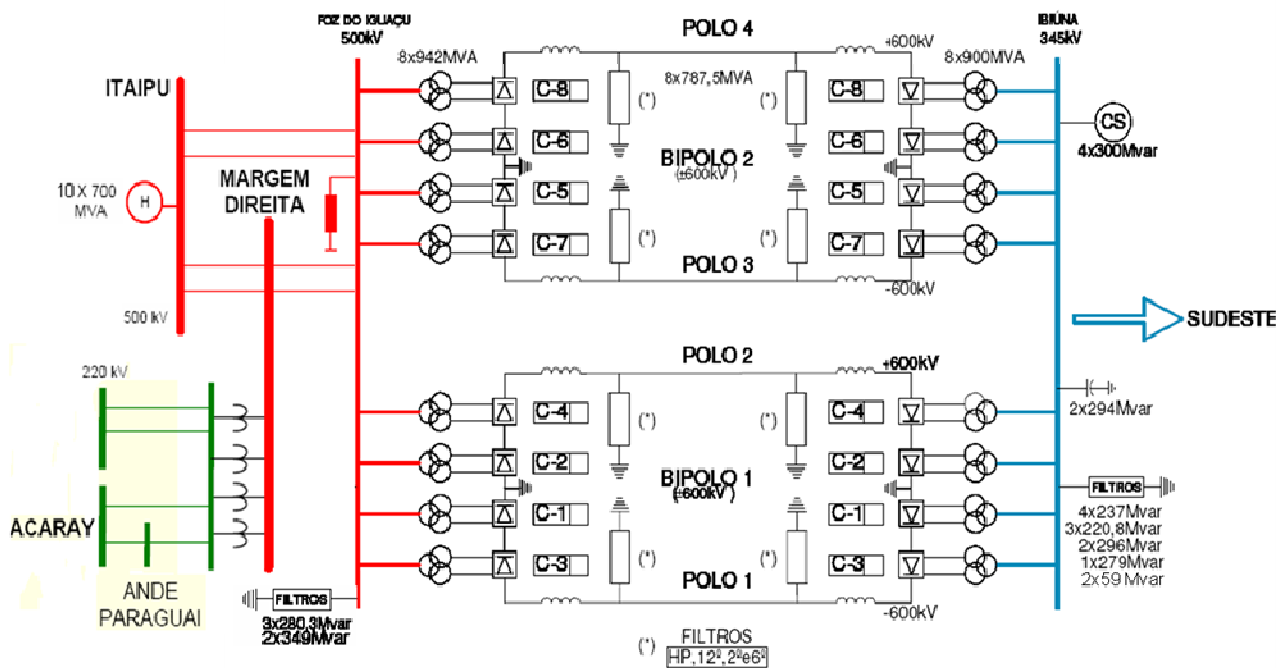 FOZ DO IGUAÇU
500kV
POLO 4
+600kV
IBIÚNA
345kV
8x942MVA
8x787,5MVA
8x900MVA
ITAIPU
C-8
(*)
(*)
C-8
CS
4x300Mvar
C-6
C-6
BIPOLO 2
(±600kV )
10 X 700
MVA
H
MARGEM
DIREITA
C-5
C-5
C-7
(*)
(*)
C-7
POLO 3
-600kV
500 kV
SUDESTE
POLO 2
+600kV
220 kV
C-4
(*)
(*)
C-4
2x294Mvar
C-2
C-2
BIPOLO 1
(±600kV )
FILTROS
4x237Mvar
3x220,8Mvar
2x296Mvar
1x279Mvar
2x59Mvar
ACARAY
C-1
C-1
C-3
(*)
(*)
C-3
POLO 1
-600kV
ANDE
PARAGUAI
FILTROS
3x280,3Mvar
2x349Mvar
(*)
FILTROS
HP,12º,2ºe6º